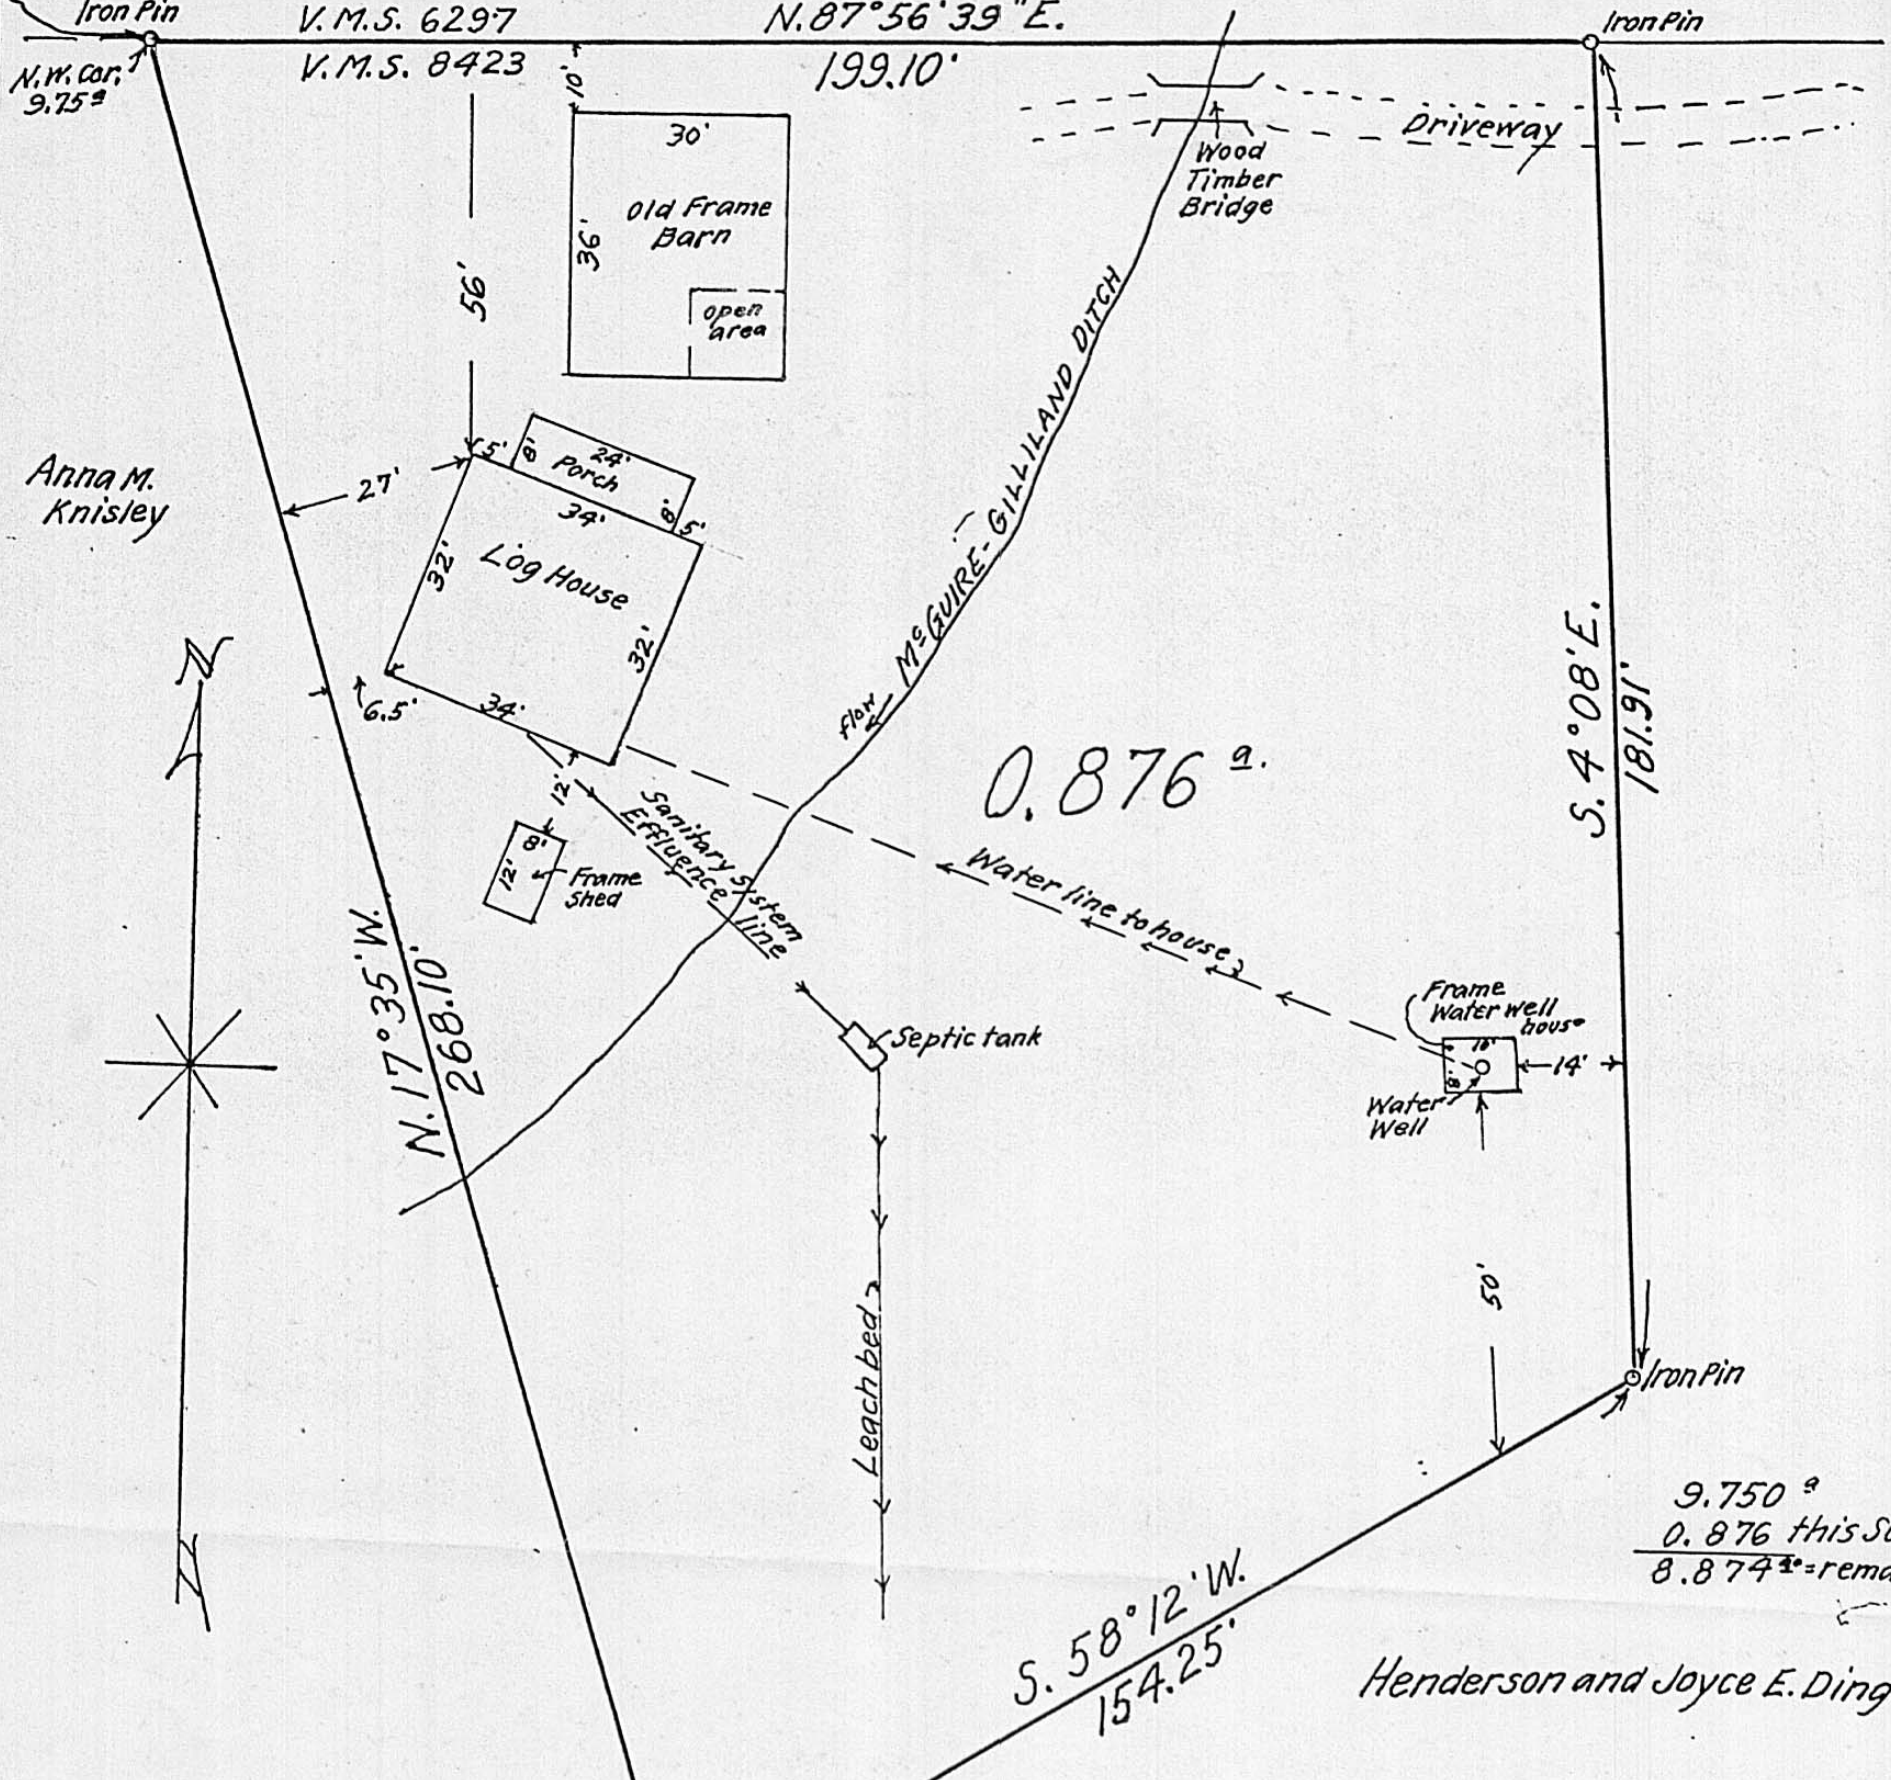 Iron Pin
V.M.S. 6297
N.87°56'39"E.
Iron Pin
N.W. Cor.
9.75ª
V.M.S. 8423
199.10'
10'
30'
Old Frame
Barn
36'
open
area
Driveway
Wood
Timber
Bridge
56'
Anna M.
Knisley
27'
5'
8'
24'
Porch
8'
5'
34'
Log House
32'
32'
34'
6.5'
McGUIRE-GILLILAND DITCH
flow
N
0.876 ª.
S. 4°08'E.
181.91'
12'
8'
12'
Frame
Shed
Sanitary System
Effluence line
Water line to house
N.17°35'W.
268.10'
Septic tank
Frame
Water well
house
8'
14'
Water
Well
50'
Leach bed
Iron Pin
9.750 ª
0.876 this
8.874 ª=
S. 58°12'W.
154.25'
Henderson and Joyce E. Ding